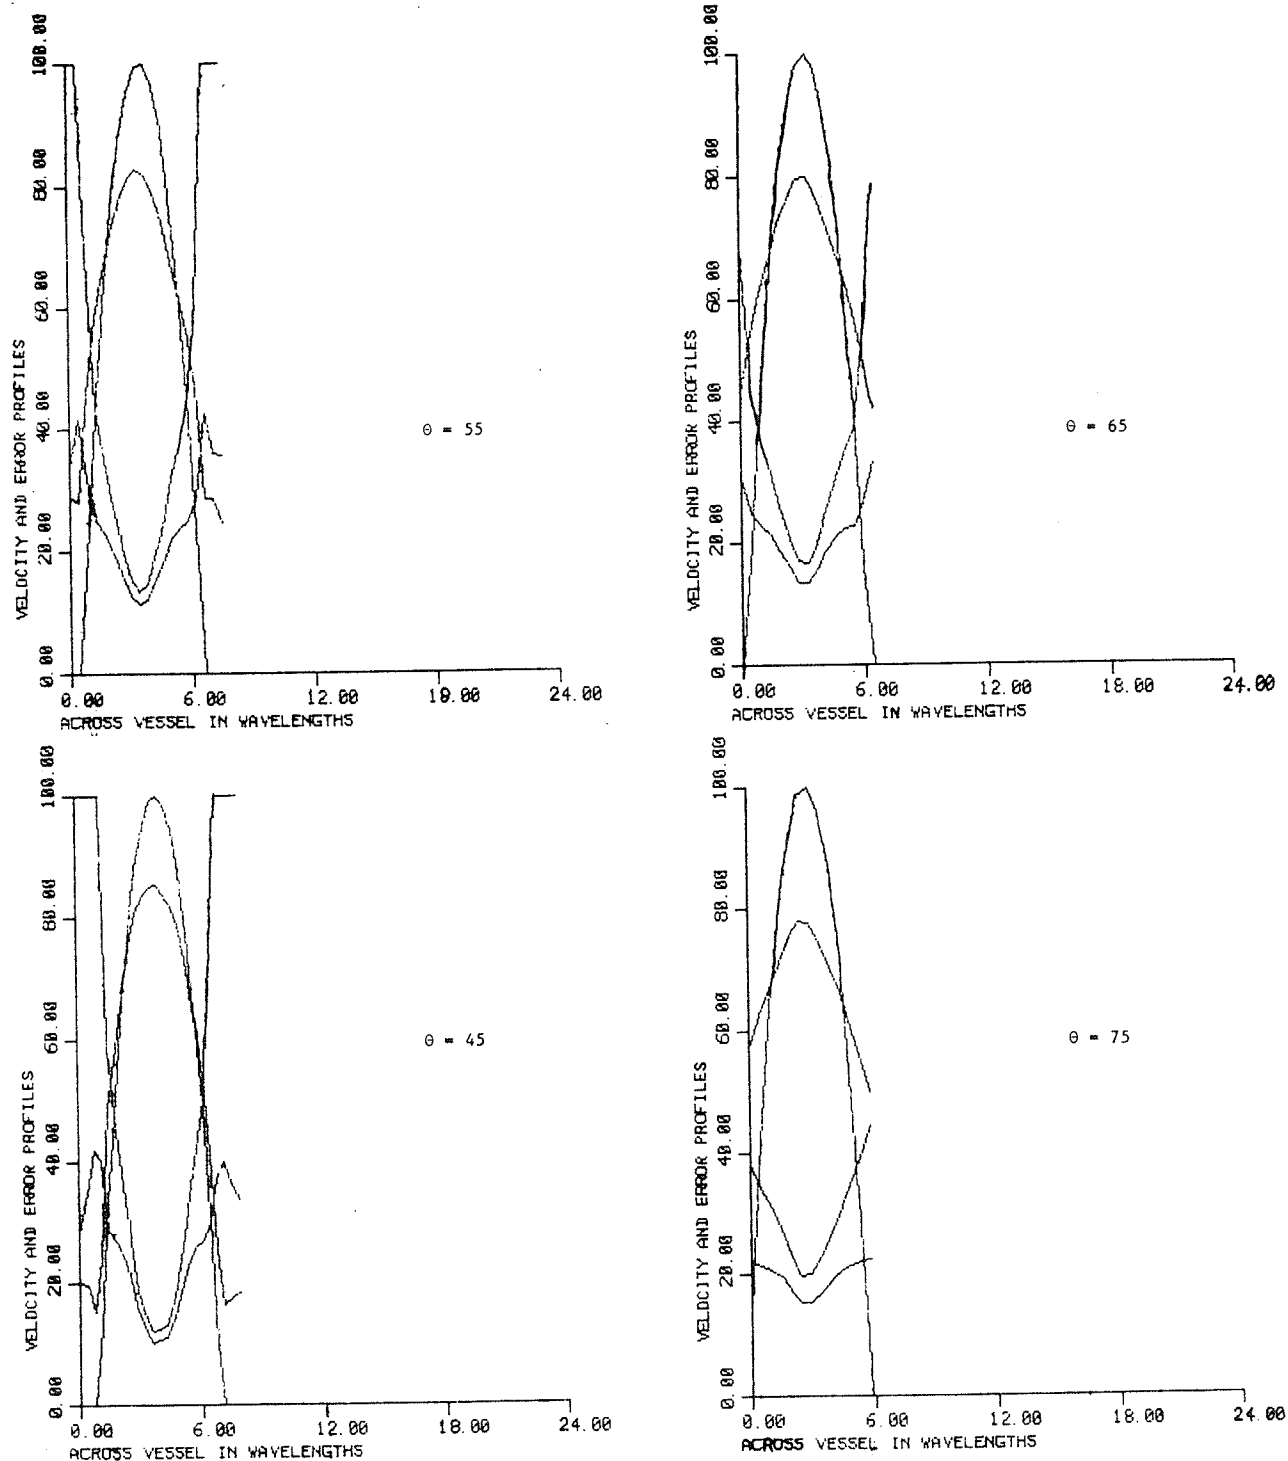 100.00
80.00
60.00
40.00
20.00
0.00
VELOCITY AND ERROR PROFILES
θ = 55
0.00 6.00 12.00 18.00 24.00
ACROSS VESSEL IN WAVELENGTHS
100.00
80.00
60.00
40.00
20.00
0.00
VELOCITY AND ERROR PROFILES
θ = 65
0.00 6.00 12.00 18.00 24.00
ACROSS VESSEL IN WAVELENGTHS
100.00
80.00
60.00
40.00
20.00
0.00
VELOCITY AND ERROR PROFILES
θ = 45
0.00 6.00 12.00 18.00 24.00
ACROSS VESSEL IN WAVELENGTHS
100.00
80.00
60.00
40.00
20.00
0.00
VELOCITY AND ERROR PROFILES
θ = 75
0.00 6.00 12.00 18.00 24.00
ACROSS VESSEL IN WAVELENGTHS